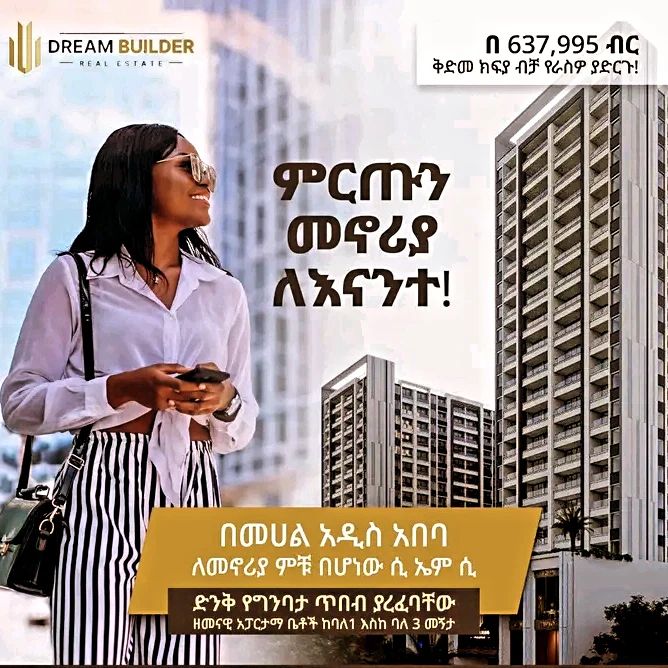 DREAM BUILDER
REAL ESTATE
በ 637,995 ብር
ቅድመ ክፍያ ብቻ የራስዎ ያድርጉ!
ምርጡን
መኖሪያ
ለእናንተ!
በመሀል አዲስ አበባ
ለመኖሪያ ምቹ በሆነው ሲ ኤም ሲ
ድንቅ የግንባታ ጥበብ ያረፈባቸው
ዘመናዊ አፓርታማ ቤቶች ከባለ1 እስከ ባለ 3 መኝታ